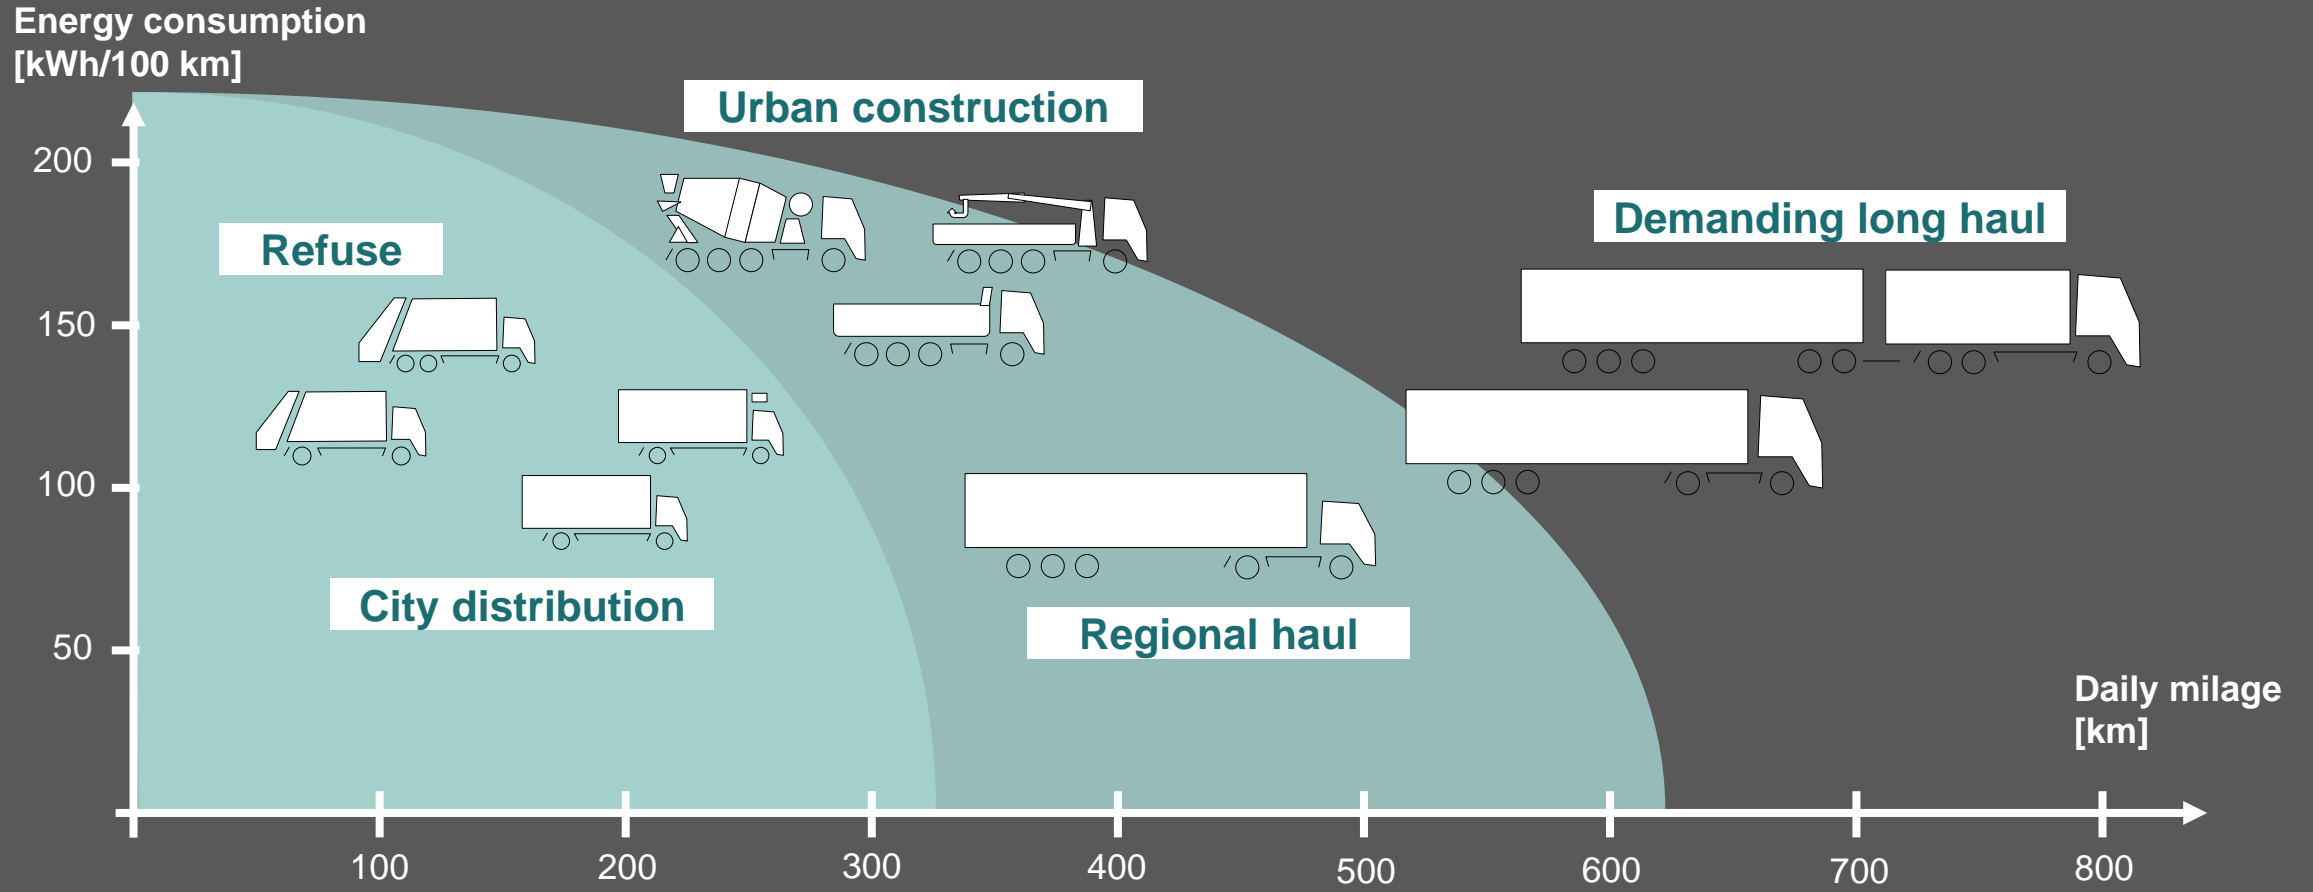 Energy consumption
[kWh/100 km]
Urban construction
200
Demanding long haul
Refuse
150
100
City distribution
Regional haul
50
Daily milage
[km]
100 200 300 400 500 600 700 800